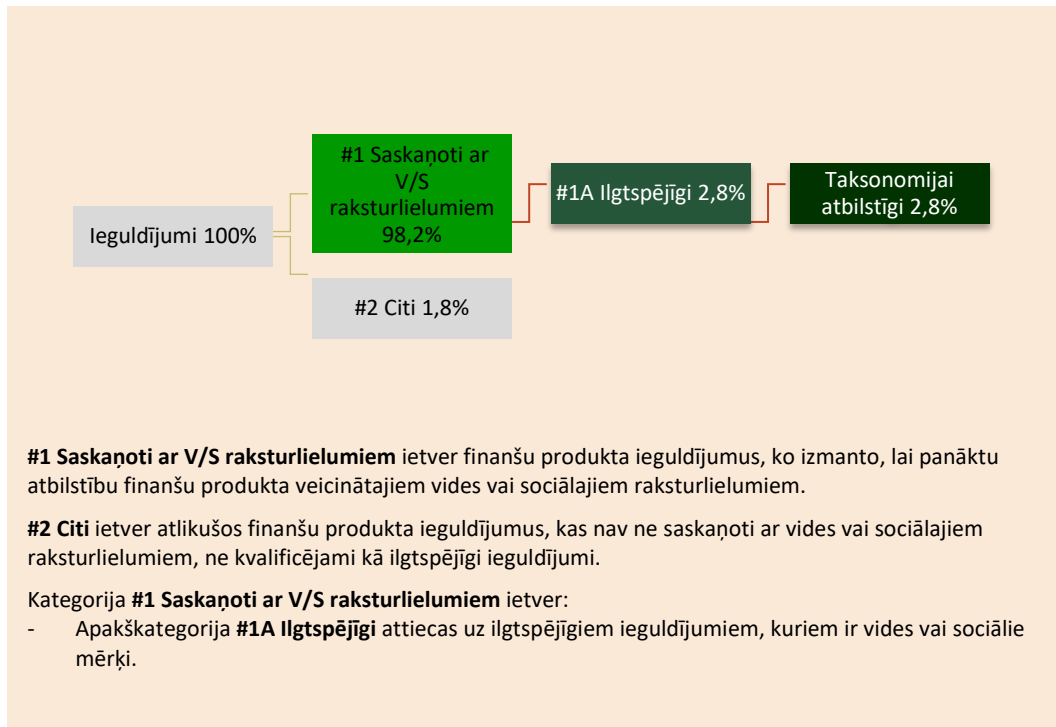 #1 Saskaņoti ar
V/S
raksturlielumiem
98,2%
#1A Ilgtspējīgi 2,8%
Taksonomijai
atbilstīgi 2,8%
Ieguldījumi 100%
#2 Citi 1,8%
#1 Saskaņoti ar V/S raksturlielumiem ietver finanšu produkta ieguldījumus, ko izmanto, lai panāktu
atbilstību finanšu produkta veicinātajiem vides vai sociālajiem raksturlielumiem.
#2 Citi ietver atlikušos finanšu produkta ieguldījumus, kas nav ne saskaņoti ar vides vai sociālajiem
raksturlielumiem, ne kvalificējami kā ilgtspējīgi ieguldījumi.
Kategorija #1 Saskaņoti ar V/S raksturlielumiem ietver:
- Apakškategorija #1A Ilgtspējīgi attiecas uz ilgtspējīgiem ieguldījumiem, kuriem ir vides vai sociālie
mērķi.